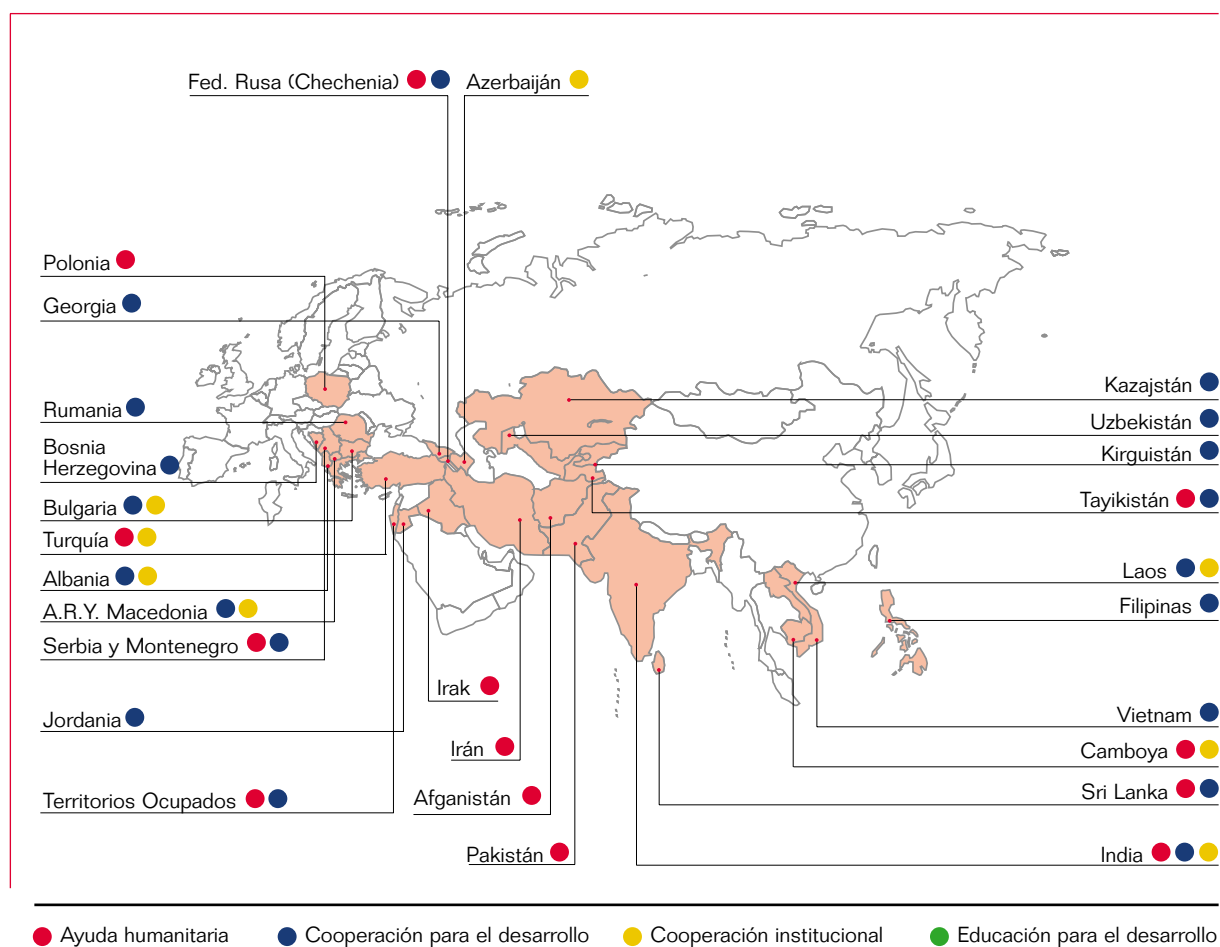 Fed. Rusa (Chechenia)
Azerbaiján
Polonia
Georgia
Rumania
Bosnia
Herzegovina
Bulgaria
Turquía
Albania
A.R.Y. Macedonia
Serbia y Montenegro
Jordania
Territorios Ocupados
Irak
Irán
Afganistán
Pakistán
Kazajstán
Uzbekistán
Kirguistán
Tayikistán
Laos
Filipinas
Vietnam
Camboya
Sri Lanka
India
Ayuda humanitaria
Cooperación para el desarrollo
Cooperación institucional
Educación para el desarrollo